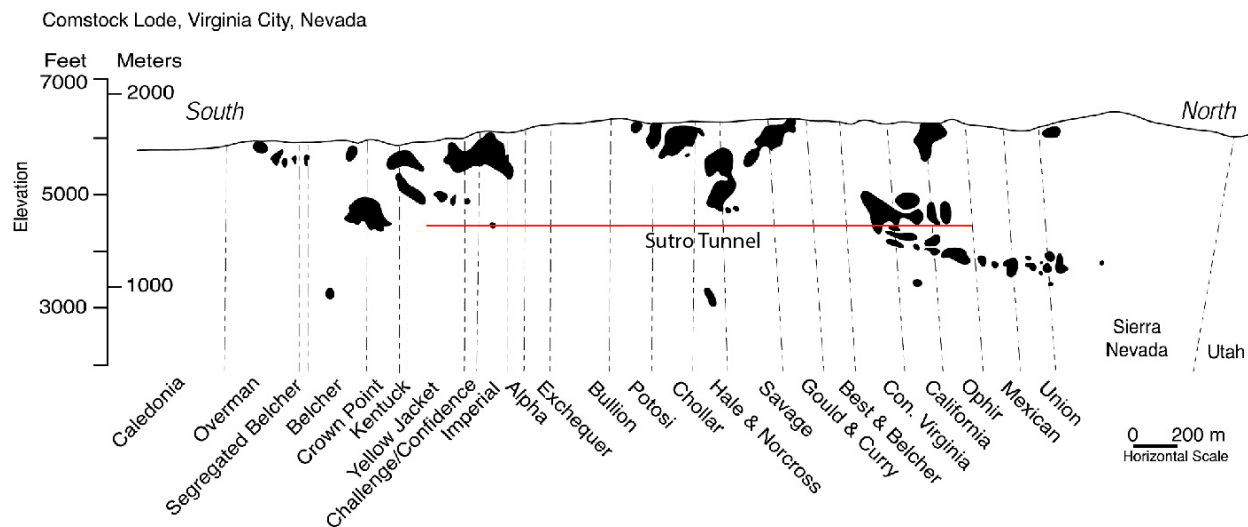 Comstock Lode, Virginia City, Nevada
Feet Meters
7000
2000
South
North
Elevation
5000
Sutro Tunnel
1000
3000
Sierra
Nevada
Utah
Caledonia
Overman
Segregated Belcher
Belcher
Crown Point
Kentuck
Yellow Jacket
Challenge/Confidence
Imperial
Alpha
Exchequer
Bullion
Potosi
Chollar
Hale & Norcross
Savage
Gould & Curry
Best & Belcher
Con. Virginia
California
Ophir
Mexican
Union
0 200 m
Horizontal Scale